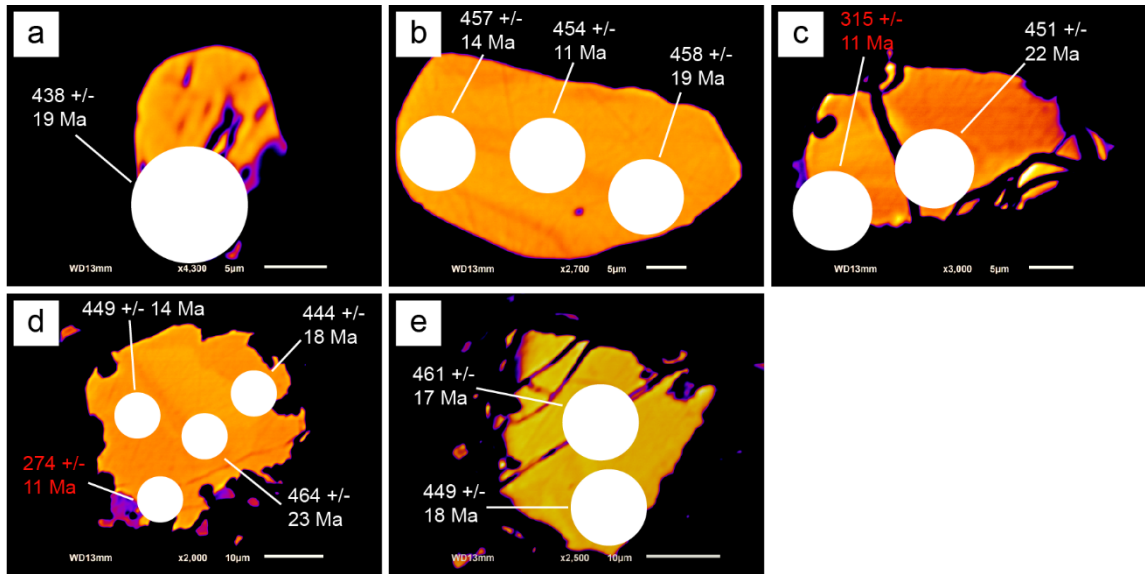 a
438 +/-
19 Ma
WD13mm x4,300 5µm
b
457 +/-
14 Ma
454 +/-
11 Ma
458 +/-
19 Ma
WD13mm x2,700 5µm
c
315 +/-
11 Ma
451 +/-
22 Ma
WD13mm x3,000 5µm
d
449 +/- 14 Ma
444 +/-
18 Ma
274 +/-
11 Ma
464 +/-
23 Ma
WD13mm x2,000 10µm
e
461 +/-
17 Ma
449 +/-
18 Ma
WD13mm x2,500 10µm